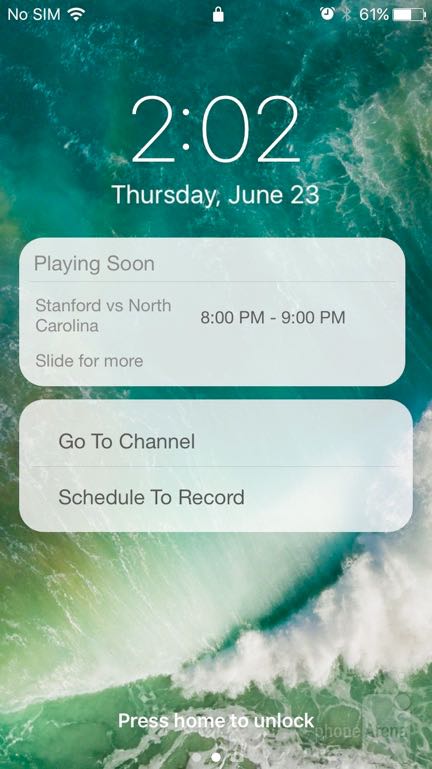 No SIM 61%
2:02
Thursday, June 23
Playing Soon
Stanford vs North
Carolina
8:00 PM - 9:00 PM
Slide for more
Go To Channel
Schedule To Record
Press home to unlock
phoneArena